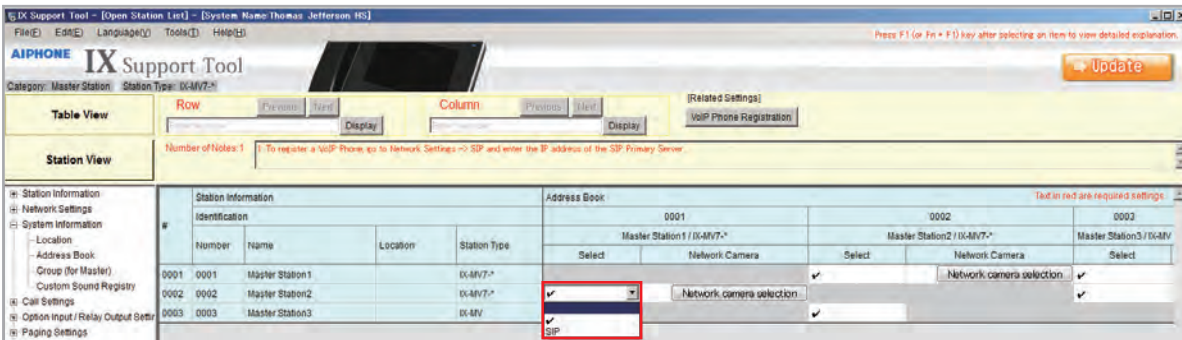 IX Support Tool - [Open Station List] - [System Name:Thomas Jefferson HS]
File(F) Edit(E) Language(V) Tools(T) Help(H)
Press F1 (or Fn + F1) key after selecting an item to view detailed explanation.
AIPHONE IX Support Tool
Update
Category: Master Station Station Type: IX-MV7-*
Table View
Row Previous Next
Display
Column Previous Next
Display
[Related Settings]
VoIP Phone Registration
Station View
Number of Notes:1
1. To register a VoIP Phone, go to Network Settings -> SIP and enter the IP address of the SIP Primary Server.
Station Information
Network Settings
System Information
Location
Address Book
Group (for Master)
Custom Sound Registry
Call Settings
Option Input / Relay Output Settin
Paging Settings
Text in red are required settings
# Station Information Address Book
Identification 0001 0002 0003
Number Name Location Station Type Master Station1 / IX-MV7-* Master Station2 / IX-MV7-* Master Station3 / IX-MV
Select Network Camera Select Network Camera Select
0001 0001 Master Station1 IX-MV7-* ✔ Network camera selection ✔
0002 0002 Master Station2 IX-MV7-* ✔ Network camera selection ✔
0003 0003 Master Station3 IX-MV ✔ ✔
SIP